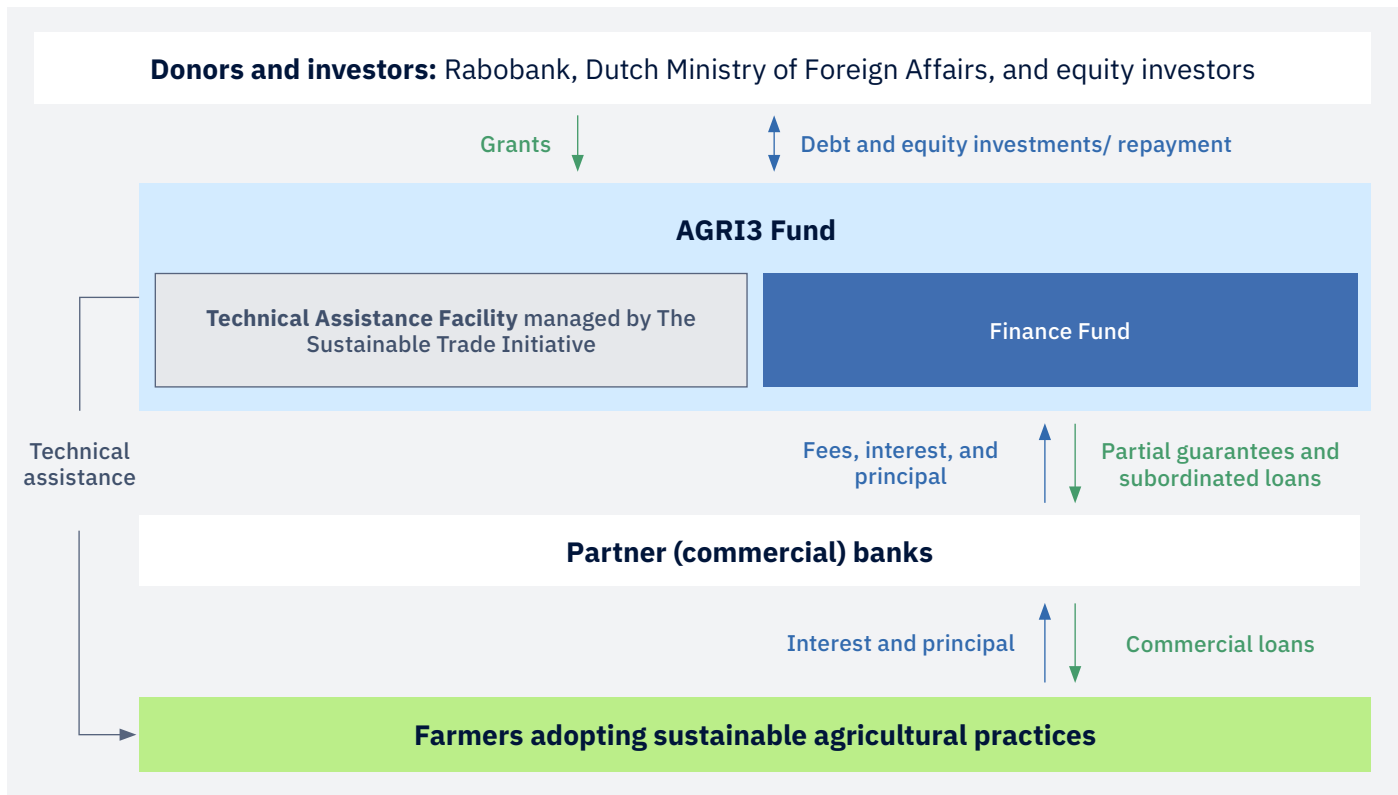 Donors and investors: Rabobank, Dutch Ministry of Foreign Affairs, and equity investors
Grants
Debt and equity investments/ repayment
AGRI3 Fund
Technical Assistance Facility managed by The
Sustainable Trade Initiative
Finance Fund
Technical
assistance
Fees, interest, and
principal
Partial guarantees and
subordinated loans
Partner (commercial) banks
Interest and principal
Commercial loans
Farmers adopting sustainable agricultural practices